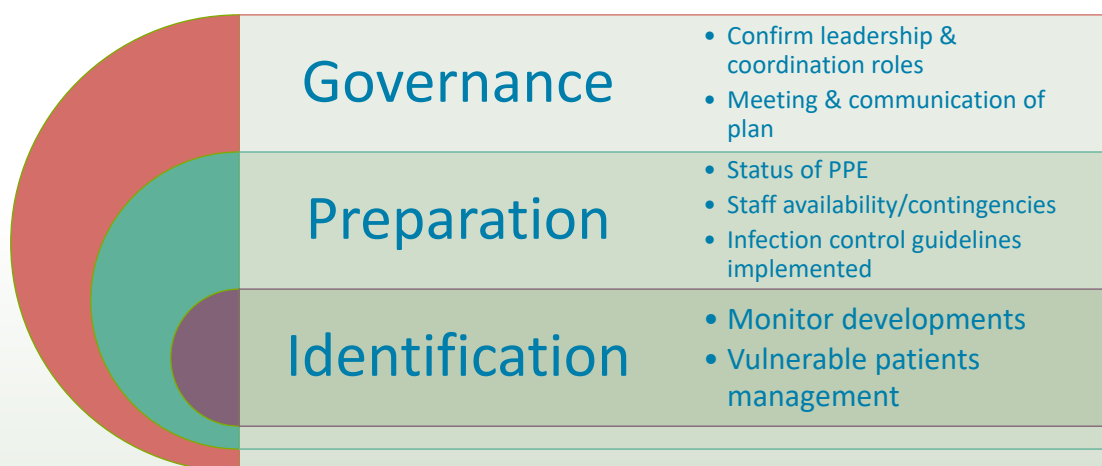 Governance
• Confirm leadership &
coordination roles
• Meeting & communication of
plan
Preparation
• Status of PPE
• Staff availability/contingencies
• Infection control guidelines
implemented
Identification
• Monitor developments
• Vulnerable patients
management